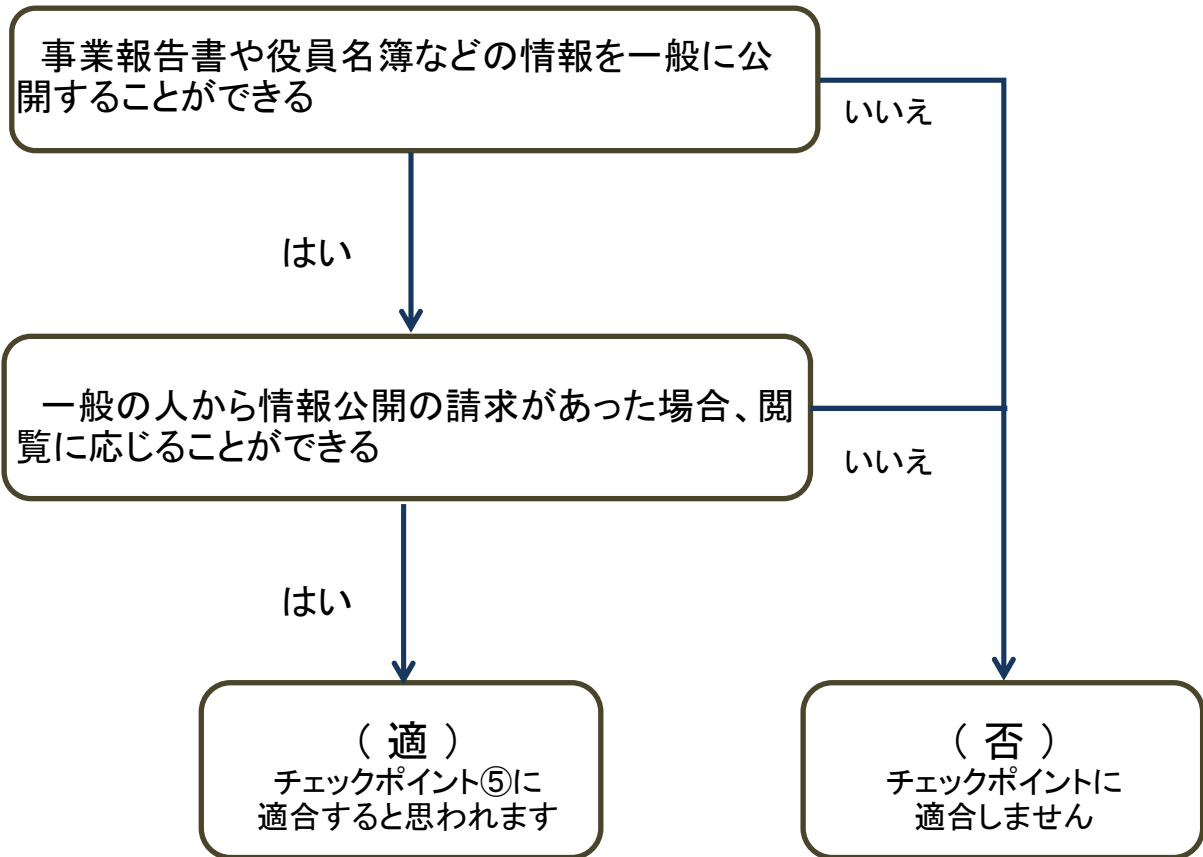 事業報告書や役員名簿などの情報を一般に公
開することができる
いいえ
はい
一般の人から情報公開の請求があった場合、閲
覧に応じることができる
いいえ
はい
(適)
チェックポイント⑤に
適合すると思われます
(否)
チェックポイントに
適合しません